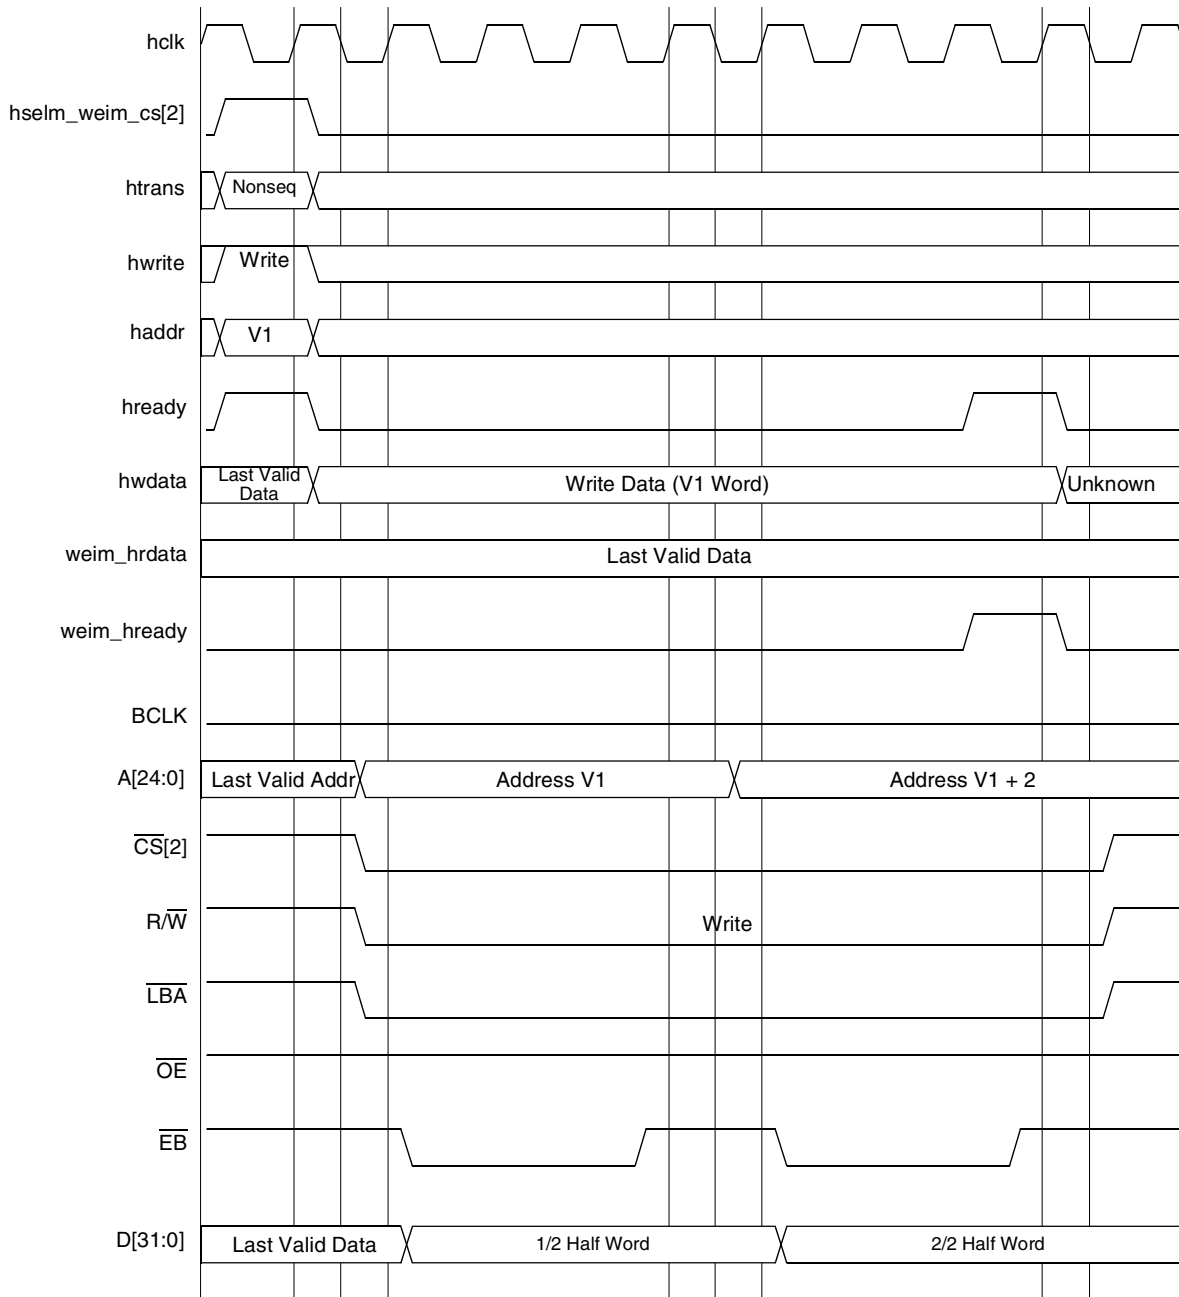 hclk
hselm_weim_cs[2]
htrans Nonseq
hwrite Write
haddr V1
hready
hwdata Last Valid Data Write Data (V1 Word) Unknown
weim_hrdata Last Valid Data
weim_hready
BCLK
A[24:0] Last Valid Addr Address V1 Address V1 + 2
CS[2]
R/W Write
LBA
OE
EB
D[31:0] Last Valid Data 1/2 Half Word 2/2 Half Word